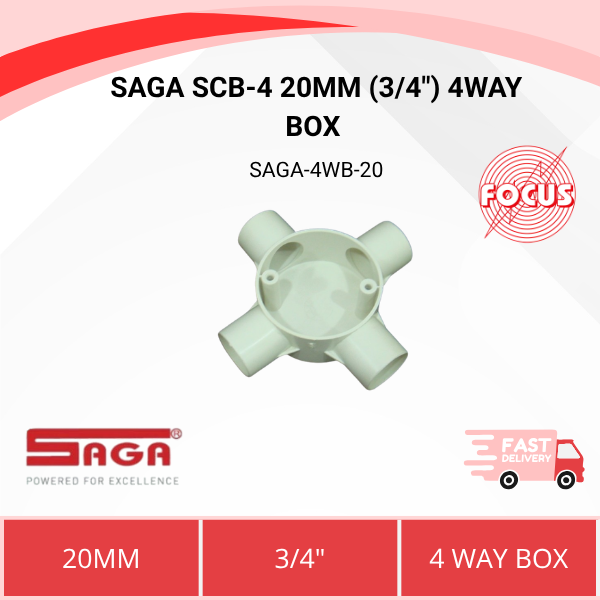 SAGA SCB-4 20MM (3/4") 4WAY
BOX
SAGA-4WB-20
FOCUS
SAGA®
POWERED FOR EXCELLENCE
FAST
DELIVERY
20MM
3/4"
4 WAY BOX